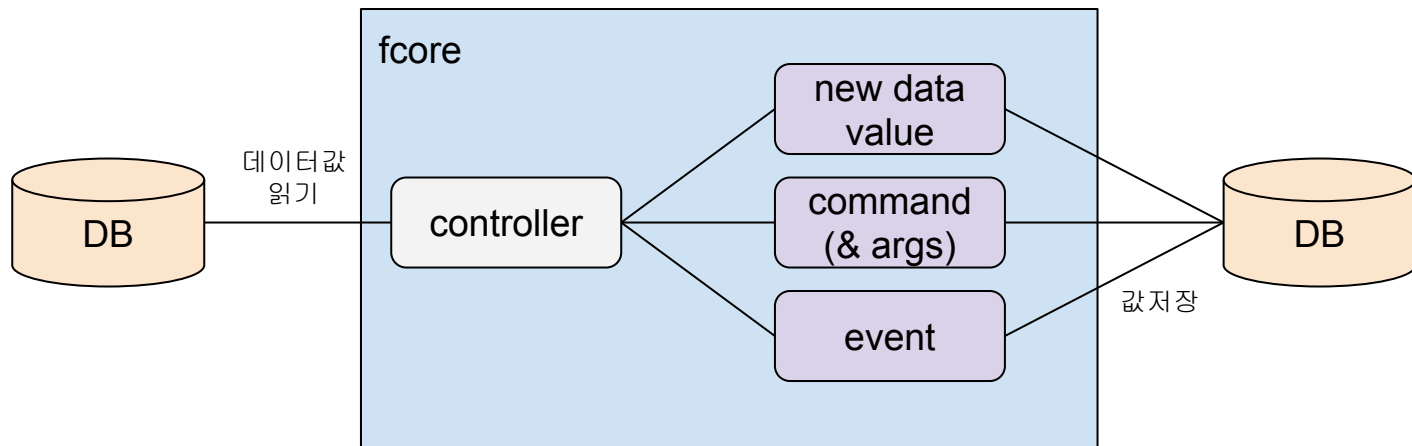 fcore
new data
value
데이터값
읽기
DB
controller
command
(& args)
DB
값저장
event